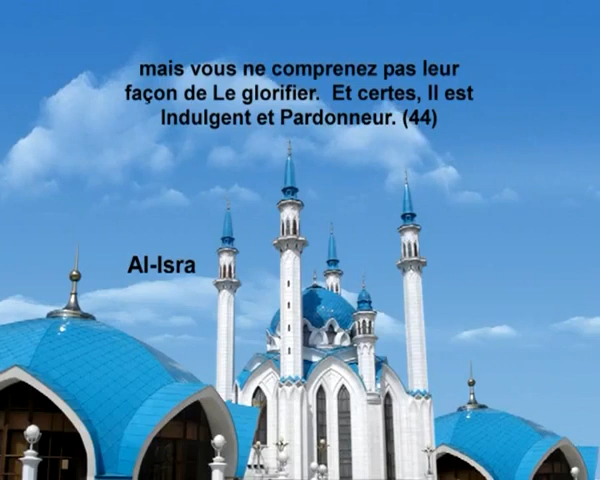 mais vous ne comprenez pas leur
façon de Le glorifier. Et certes, Il est
Indulgent et Pardonneur. (44)
Al-Isra